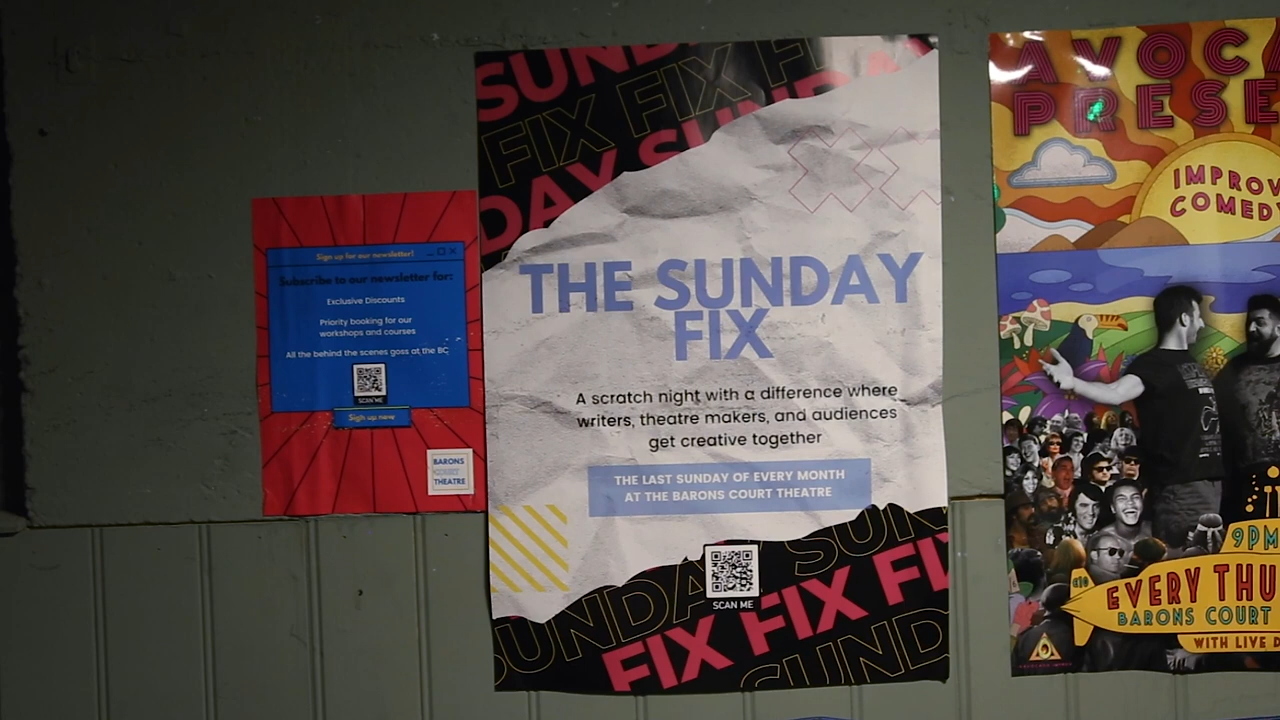 Sign up for our newsletter!
Subscribe to our newsletter for:
Exclusive Discounts
Priority booking for our
workshops and courses
All the behind the scenes goss at the BC
SCAN ME
Sigh up now
BARONS
COURT
THEATRE
SUNDA
FIX FIX FI
DAY SUNDA
THE SUNDAY
FIX
A scratch night with a difference where
writers, theatre makers, and audiences
get creative together
THE LAST SUNDAY OF EVERY MONTH
AT THE BARONS COURT THEATRE
SCAN ME
SUNDAY SUN
FIX FIX FI
SUND
AVOCA
PRESE
IMPROV
COMEDY
9PM
£10
EVERY THU
BARONS COURT
WITH LIVE